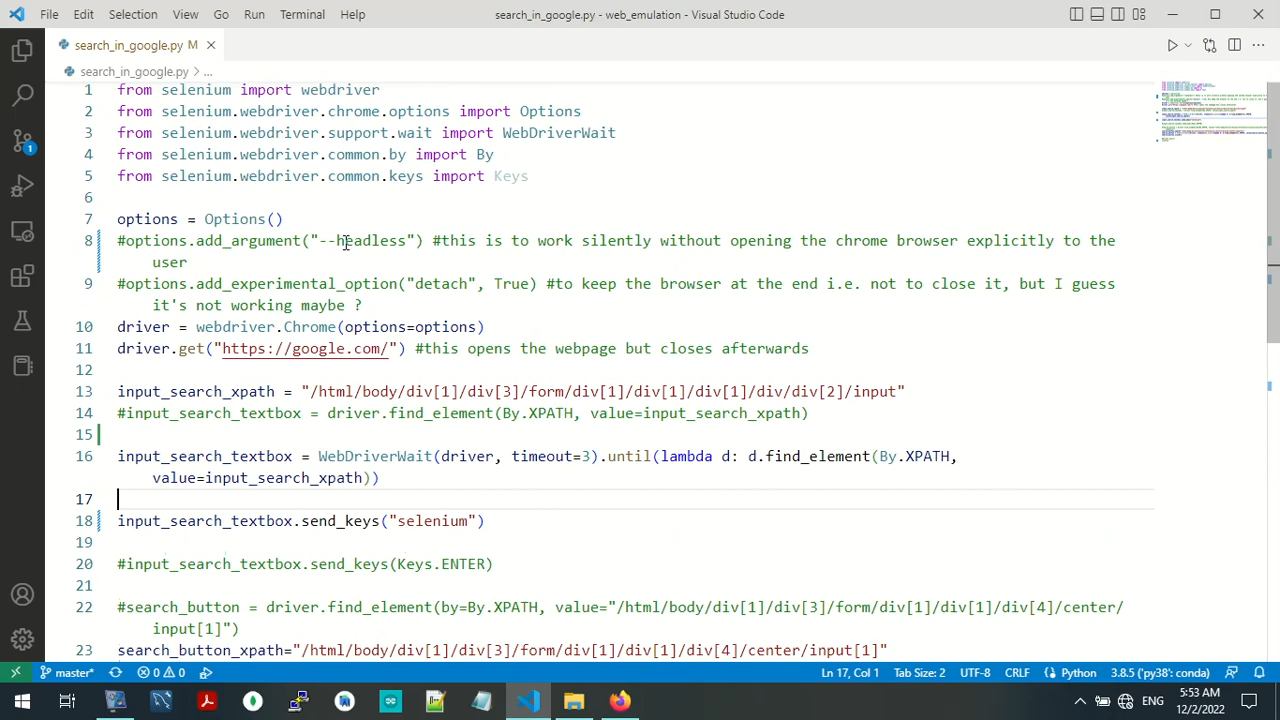 File Edit Selection View Go Run Terminal Help
search_in_google.py - web_emulation - Visual Studio Code
search_in_google.py M
search_in_google.py > ...
1 from selenium import webdriver
2 from selenium.webdriver.chrome.options import Options
3 from selenium.webdriver.support.wait import WebDriverWait
4 from selenium.webdriver.common.by import By
5 from selenium.webdriver.common.keys import Keys
6
7 options = Options()
8 #options.add_argument("--headless") #this is to work silently without opening the chrome browser explicitly to the
user
9 #options.add_experimental_option("detach", True) #to keep the browser at the end i.e. not to close it, but I guess
it's not working maybe ?
10 driver = webdriver.Chrome(options=options)
11 driver.get("https://google.com/") #this opens the webpage but closes afterwards
12
13 input_search_xpath = "/html/body/div[1]/div[3]/form/div[1]/div[1]/div[1]/div/div[2]/input"
14 #input_search_textbox = driver.find_element(By.XPATH, value=input_search_xpath)
15
16 input_search_textbox = WebDriverWait(driver, timeout=3).until(lambda d: d.find_element(By.XPATH,
value=input_search_xpath))
17
18 input_search_textbox.send_keys("selenium")
19
20 #input_search_textbox.send_keys(Keys.ENTER)
21
22 #search_button = driver.find_element(by=By.XPATH, value="/html/body/div[1]/div[3]/form/div[1]/div[1]/div[4]/center/
input[1]")
23 search_button_xpath="/html/body/div[1]/div[3]/form/div[1]/div[1]/div[4]/center/input[1]"
1
master* 0 0 Ln 17, Col 1 Tab Size: 2 UTF-8 CRLF Python 3.8.5 ('py38': conda)
ENG
5:53 AM
12/2/2022